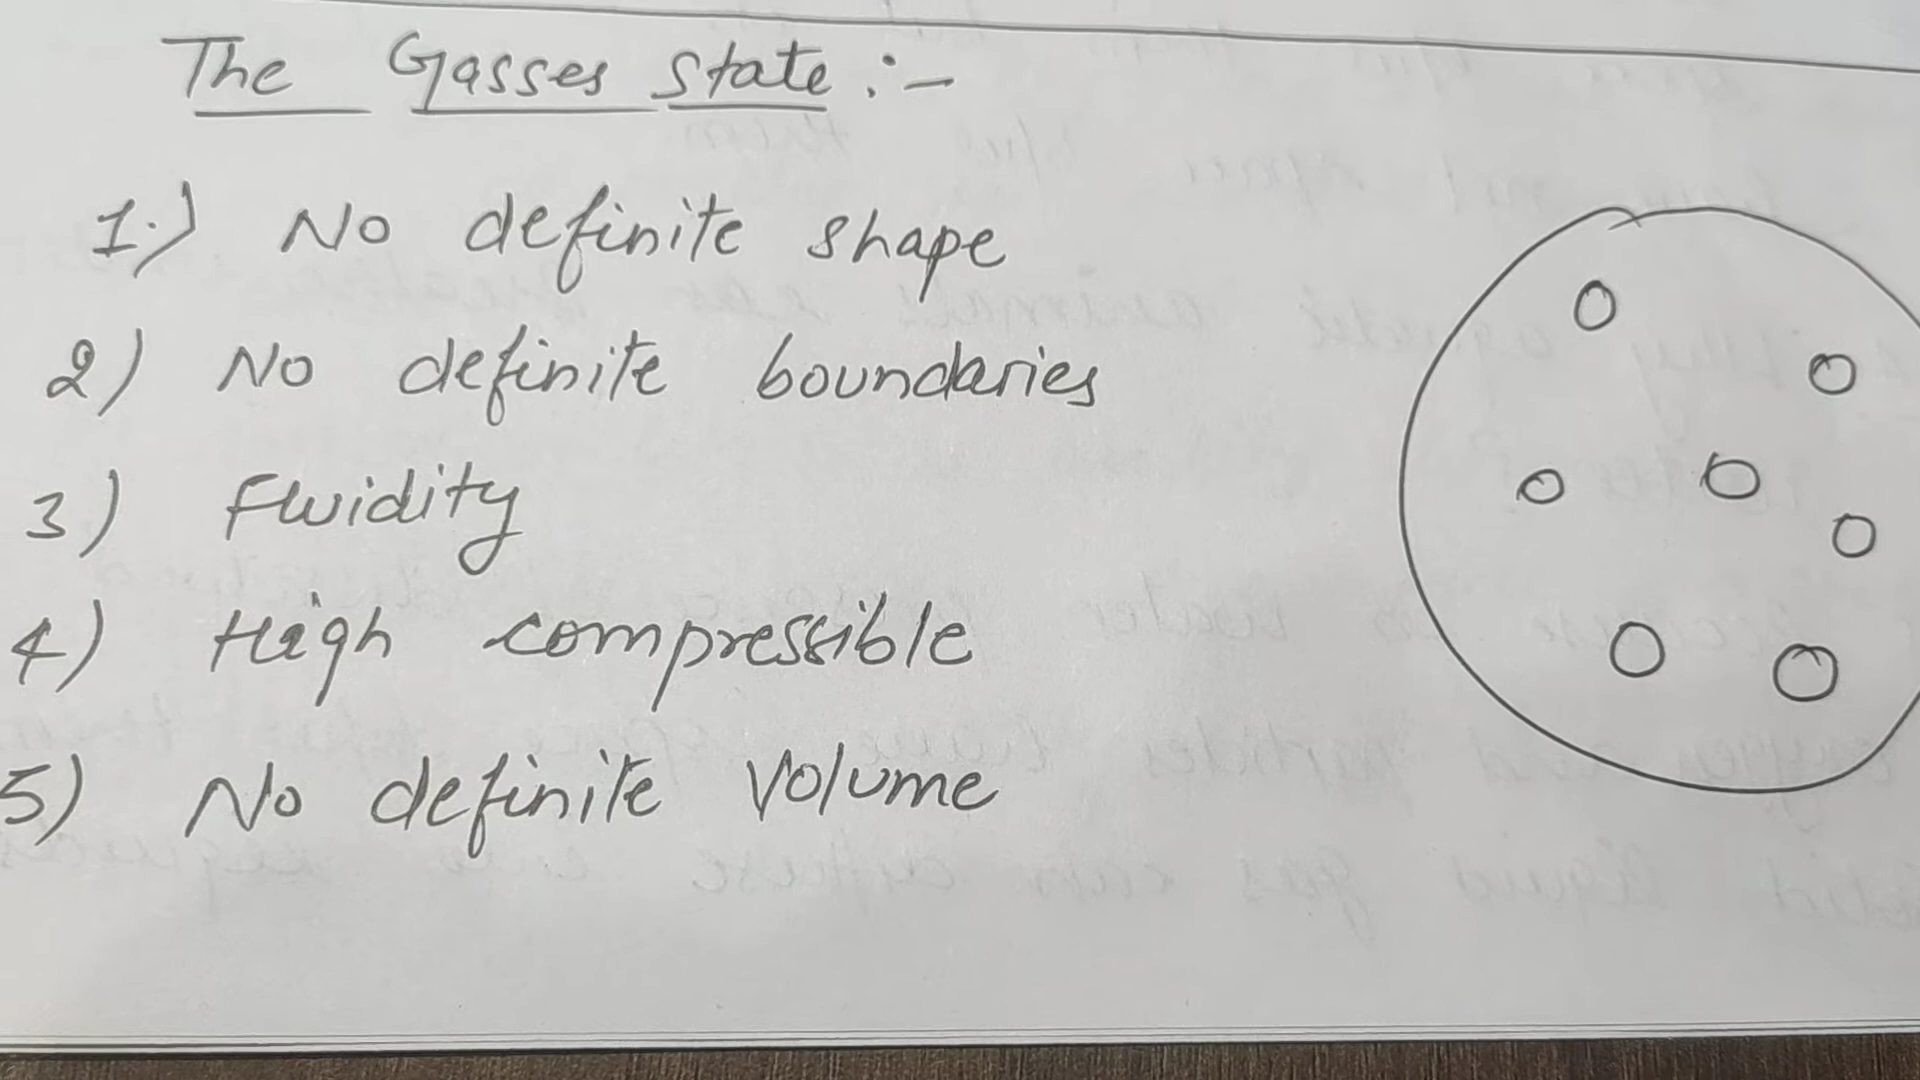 The Gasses state :-
1.) No definite shape
2) No definite boundaries
3) Fluidity
4) High compressible
5) No definite Volume